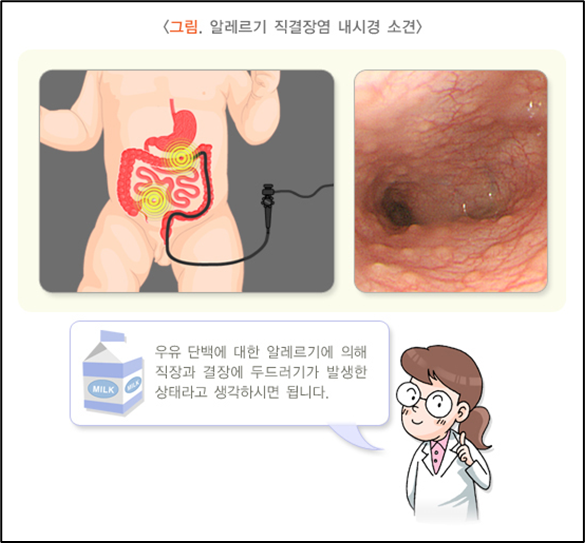 <그림. 알레르기 직결장염 내시경 소견>
우유 단백에 대한 알레르기에 의해
직장과 결장에 두드러기가 발생한
상태라고 생각하시면 됩니다.
MILK
MILK